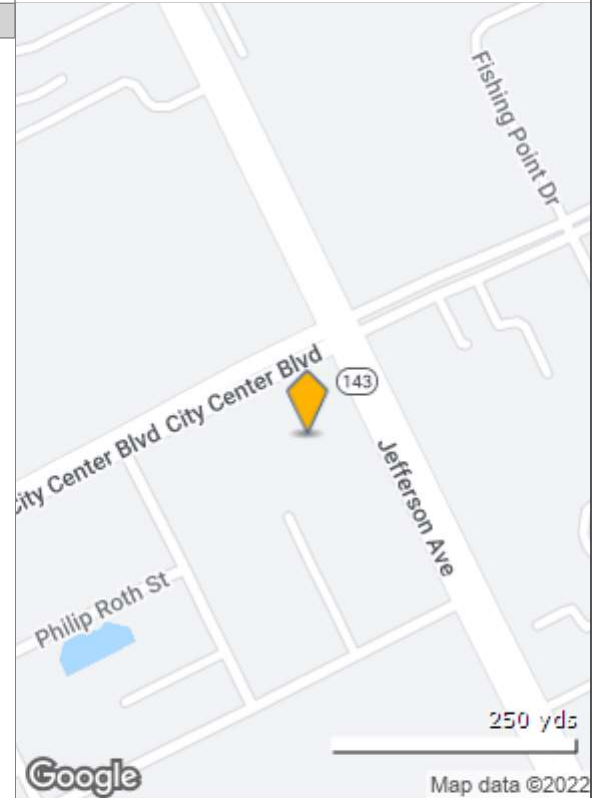 Fishing Point Dr
City Center Blvd
City Center Blvd
143
Jefferson Ave
Philip Roth St
250 yds
Google
Map data ©2022